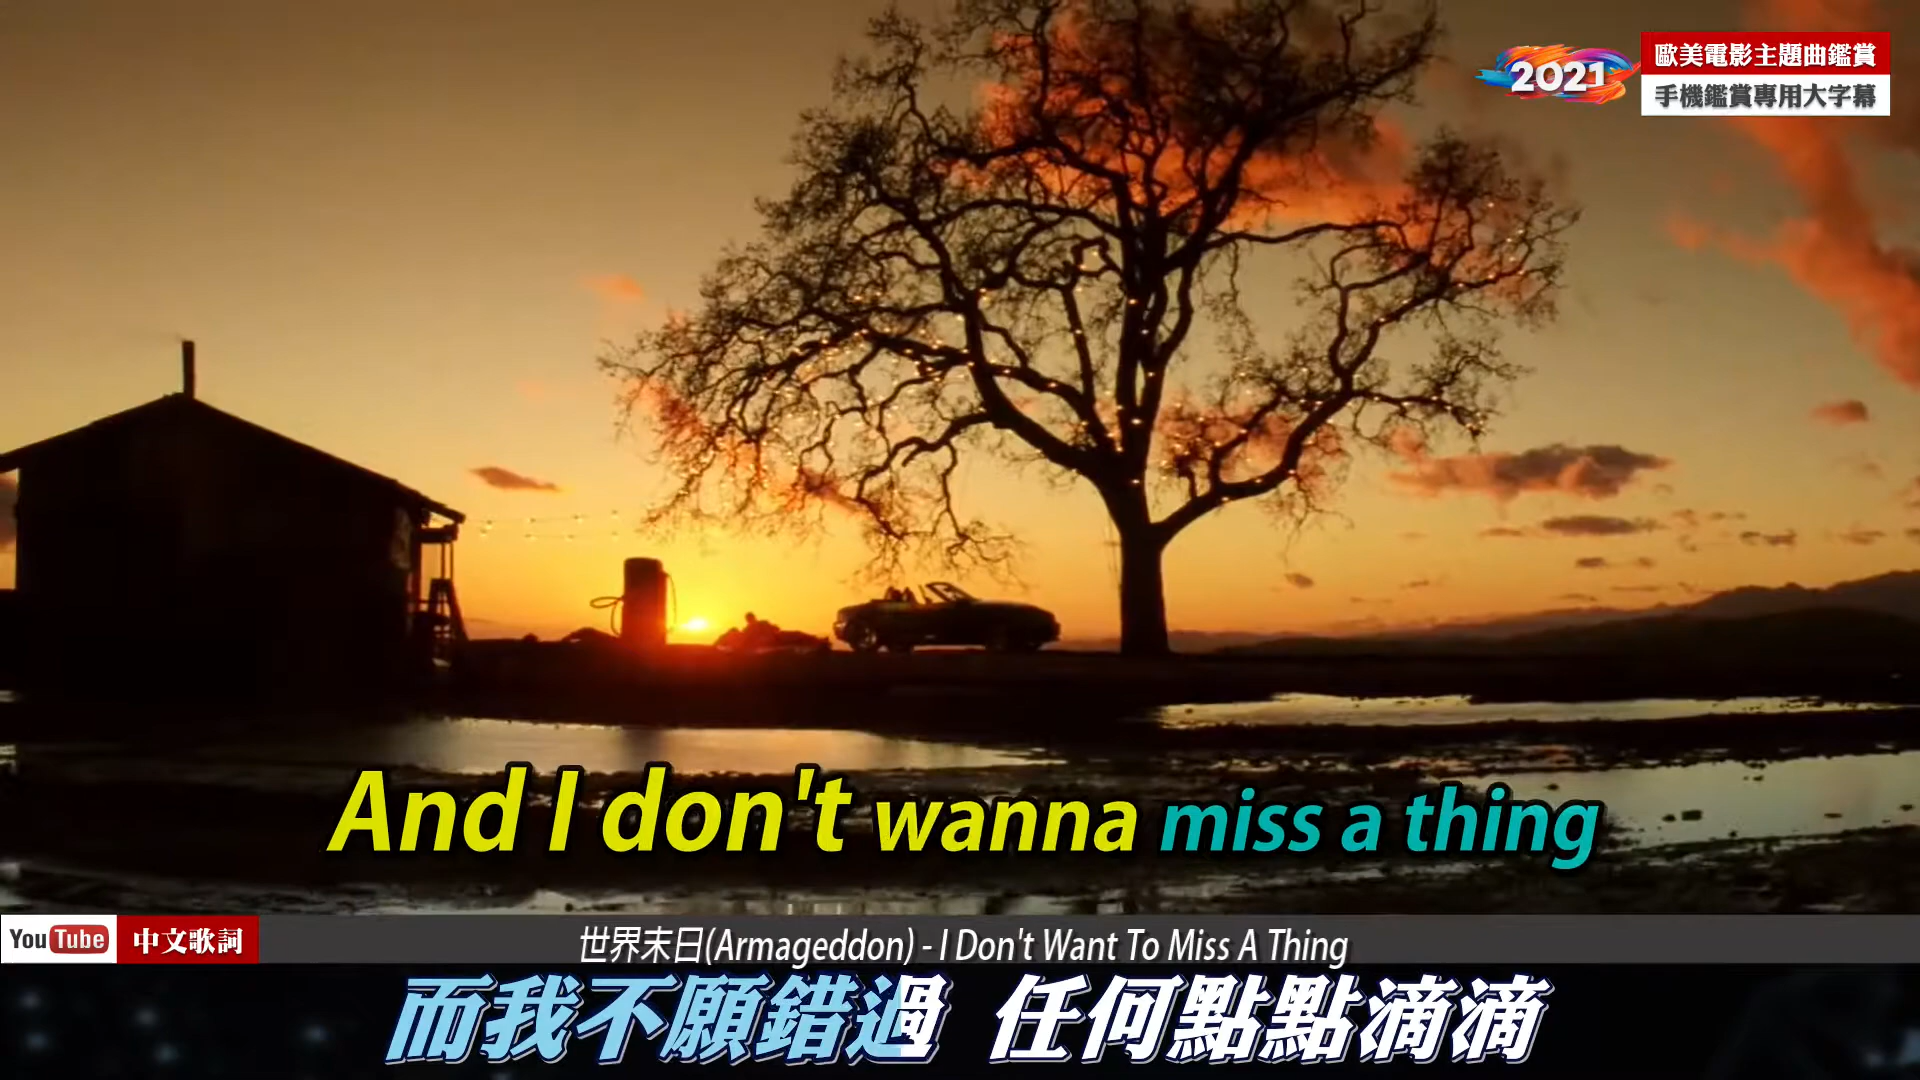 2021
歐美電影主題曲鑑賞
手機鑑賞專用大字幕
And I don't wanna miss a thing
YouTube 中文歌詞
世界末日(Armageddon) - I Don't Want To Miss A Thing
而我不願錯過 任何點點滴滴